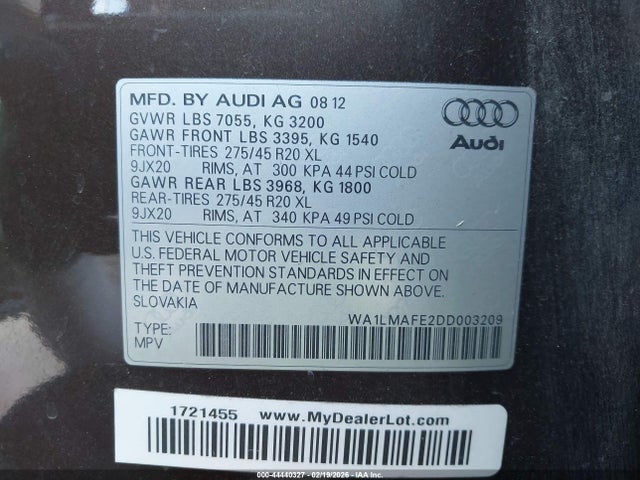 MFD. BY AUDI AG 08 12
GVWR LBS 7055, KG 3200
GAWR FRONT LBS 3395, KG 1540
FRONT-TIRES 275/45 R20 XL
9JX20 RIMS, AT 300 KPA 44 PSI COLD
GAWR REAR LBS 3968, KG 1800
REAR-TIRES 275/45 R20 XL
9JX20 RIMS, AT 340 KPA 49 PSI COLD
Audi
THIS VEHICLE CONFORMS TO ALL APPLICABLE
U.S. FEDERAL MOTOR VEHICLE SAFETY AND
THEFT PREVENTION STANDARDS IN EFFECT ON
THE DATE OF MANUFACTURE SHOWN ABOVE.
SLOVAKIA
WA1LMAFE2DD003209
TYPE:
MPV
1721455 www.MyDealerLot.com
000-44440327 - 02/19/2026 - IAA Inc.